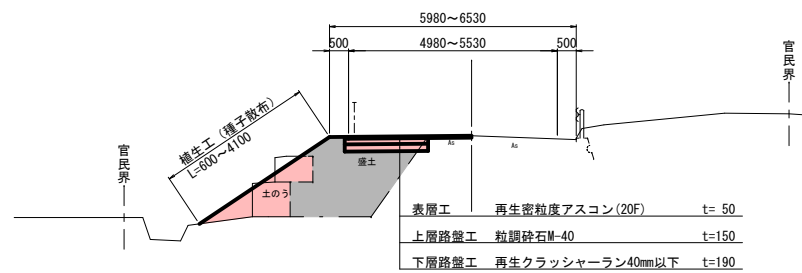 5980～6530
500
4980～5530
500
官民界
植生工（種子散布）
L=600～4100
官民界
As
As
盛土
土のう
表層工 再生密粒度アスコン(20F) t= 50
上層路盤工 粒調砕石M-40 t=150
下層路盤工 再生クラッシャーラン40mm以下 t=190